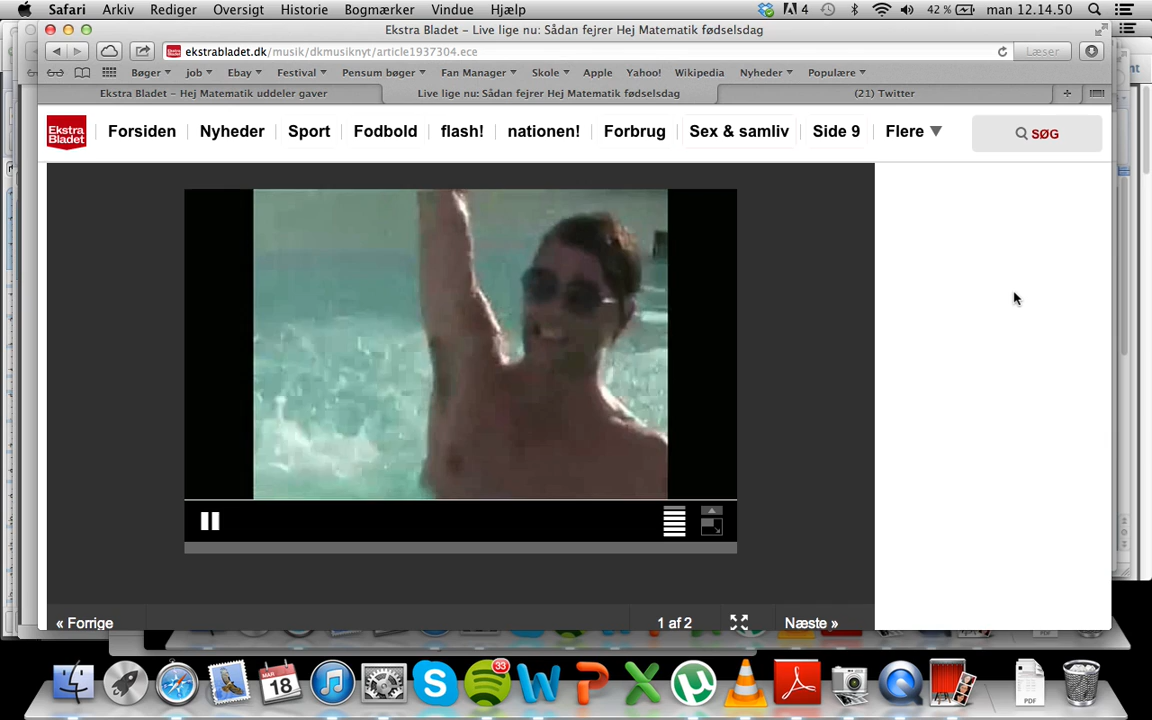 Safari Arkiv Rediger Oversigt Historie Bogmærker Vindue Hjælp 4 42 % man 12.14.50
Ekstra Bladet – Live lige nu: Sådan fejrer Hej Matematik fødselsdag
ekstrabladet.dk/musik/dkmusiknyt/article1937304.ece Læser
Bøger job Ebay Festival Pensum bøger Fan Manager Skole Apple Yahoo! Wikipedia Nyheder Populære
Ekstra Bladet – Hej Matematik uddeler gaver Live lige nu: Sådan fejrer Hej Matematik fødselsdag (21) Twitter
Ekstra
Bladet
Forsiden Nyheder Sport Fodbold flash! nationen! Forbrug Sex & samliv Side 9 Flere SØG
« Forrige 1 af 2 Næste »
33
MAR
18
PDF